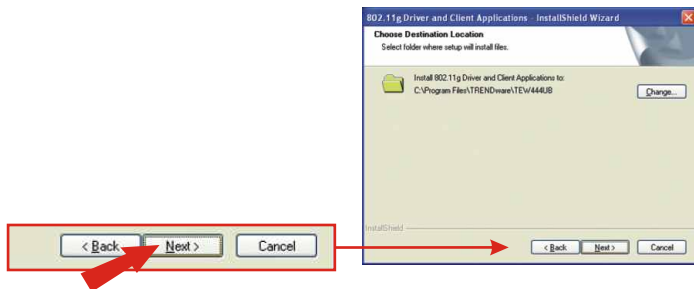 802.11g Driver and Client Applications - InstallShield Wizard
Choose Destination Location
Select folder where setup will install files.
Install 802.11g Driver and Client Applications to:
C:\Program Files\TRENDware\TEW444UB
Change...
InstallShield
< Back Next > Cancel
< Back Next > Cancel